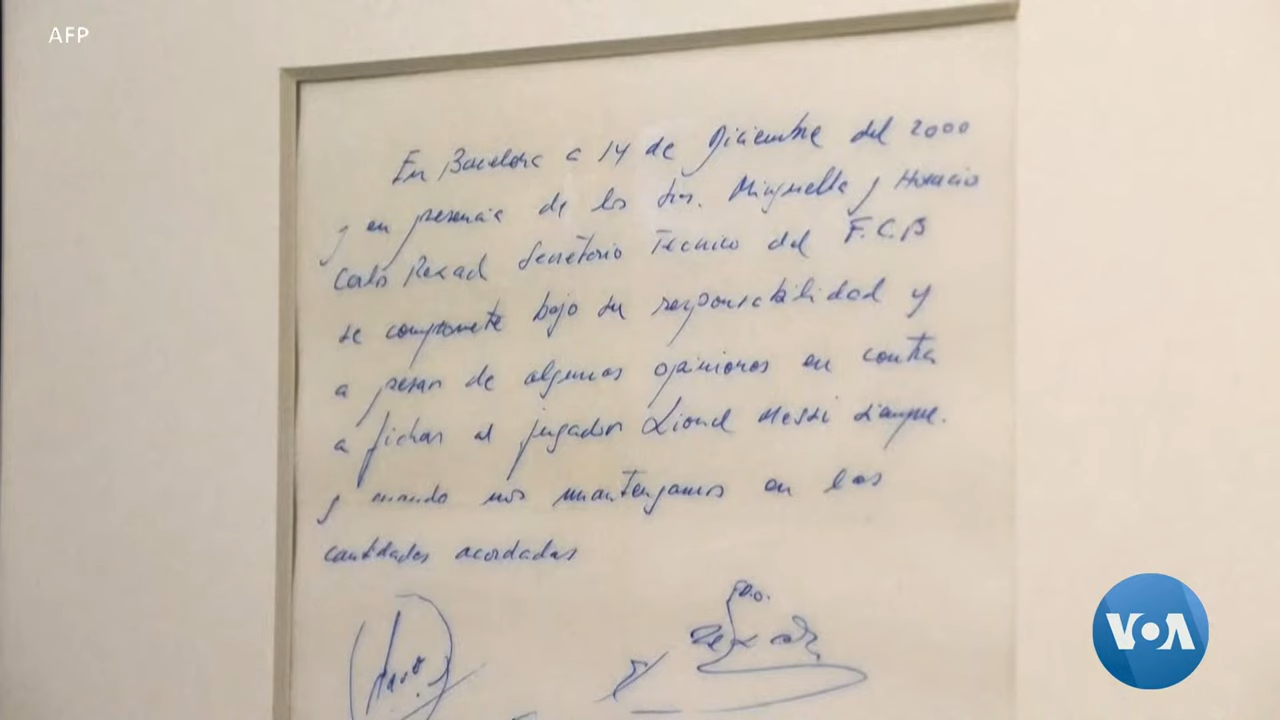 AFP
En Barcelona a 14 de Diciembre del 2000
y en presencia de los Srs. Minguella y Horacio
Carles Rexach Secretario Tecnico del F.C.B
se compromete bajo su responsabilidad y
a pesar de algunas opiniones en contra
a fichar al jugador Lionel Messi siempre.
y cuando nos mantengamos en las
cantidades acordadas
VOA